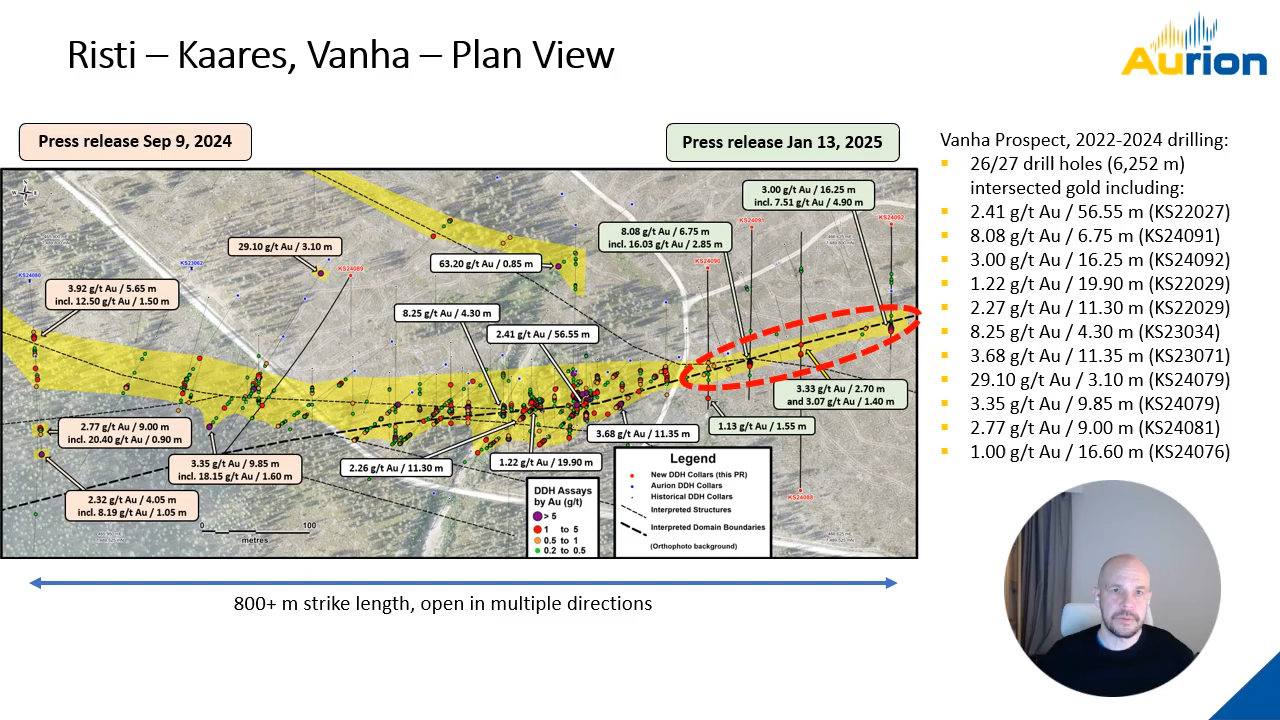 Risti – Kaares, Vanha – Plan View
Aurion
Press release Sep 9, 2024
Press release Jan 13, 2025
3.00 g/t Au / 16.25 m
incl. 7.51 g/t Au / 4.90 m
KS24091
KS24092
8.08 g/t Au / 6.75 m
incl. 16.03 g/t Au / 2.85 m
29.10 g/t Au / 3.10 m
63.20 g/t Au / 0.85 m
KS24080
KS23062
KS24089
KS24090
3.92 g/t Au / 5.65 m
incl. 12.50 g/t Au / 1.50 m
8.25 g/t Au / 4.30 m
2.41 g/t Au / 56.55 m
3.33 g/t Au / 2.70 m
and 3.07 g/t Au / 1.40 m
2.77 g/t Au / 9.00 m
incl. 20.40 g/t Au / 0.90 m
3.68 g/t Au / 11.35 m
1.13 g/t Au / 1.55 m
3.35 g/t Au / 9.85 m
incl. 18.15 g/t Au / 1.60 m
2.26 g/t Au / 11.30 m
1.22 g/t Au / 19.90 m
2.32 g/t Au / 4.05 m
incl. 8.19 g/t Au / 1.05 m
KS24088
0 100
metres
DDH Assays
by Au (g/t)
> 5
1 to 5
0.5 to 1
0.2 to 0.5
Legend
New DDH Collars (this PR)
Aurion DDH Collars
Historical DDH Collars
Interpreted Structures
Interpreted Domain Boundaries
(Orthophoto background)
800+ m strike length, open in multiple directions
Vanha Prospect, 2022-2024 drilling:
26/27 drill holes (6,252 m)
intersected gold including:
2.41 g/t Au / 56.55 m (KS22027)
8.08 g/t Au / 6.75 m (KS24091)
3.00 g/t Au / 16.25 m (KS24092)
1.22 g/t Au / 19.90 m (KS22029)
2.27 g/t Au / 11.30 m (KS22029)
8.25 g/t Au / 4.30 m (KS23034)
3.68 g/t Au / 11.35 m (KS23071)
29.10 g/t Au / 3.10 m (KS24079)
3.35 g/t Au / 9.85 m (KS24079)
2.77 g/t Au / 9.00 m (KS24081)
1.00 g/t Au / 16.60 m (KS24076)